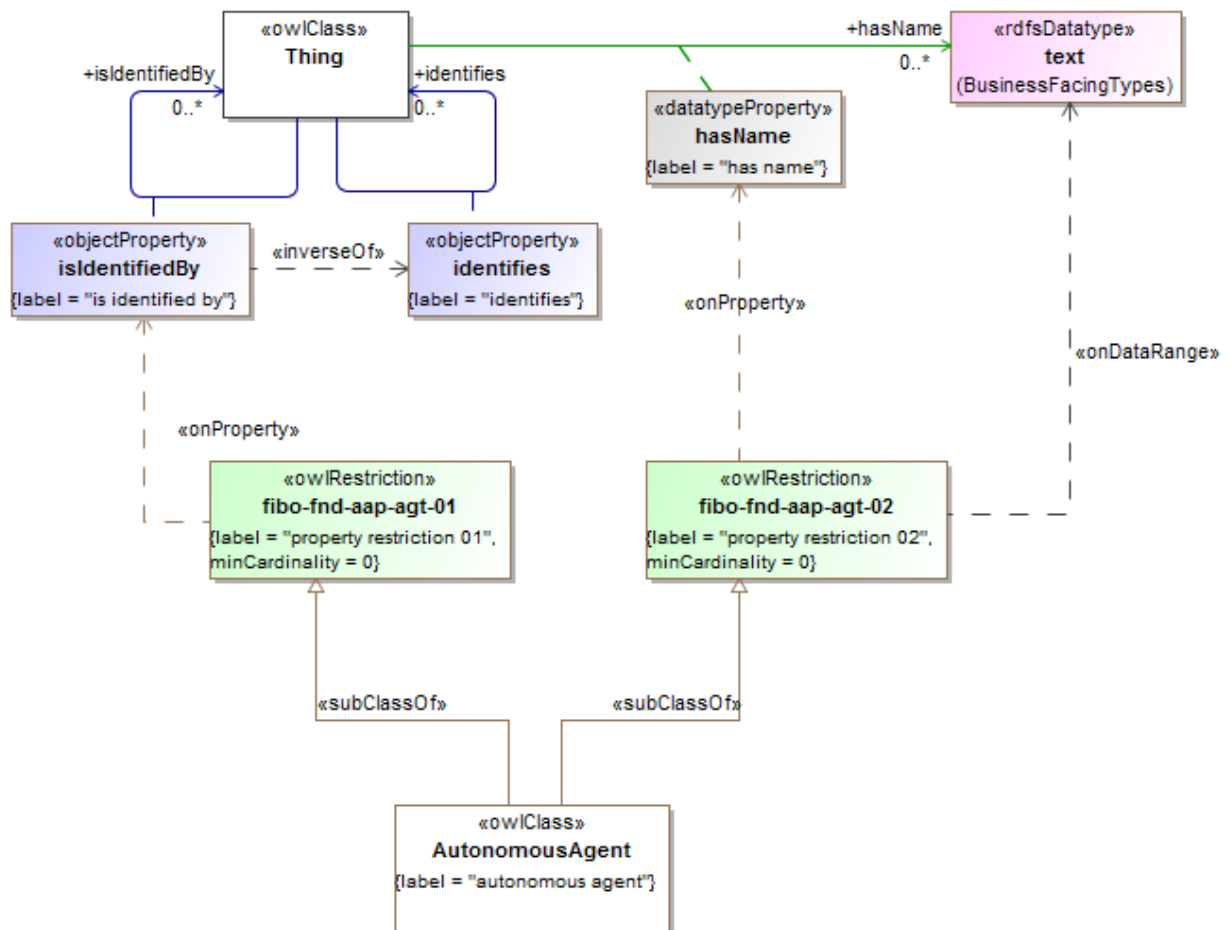 «owlClass»
Thing
+hasName
0..*
«rdfsDatatype»
text
(BusinessFacingTypes)
+isIdentifiedBy
0..*
+identifies
0..*
«datatypeProperty»
hasName
{label = "has name"}
«objectProperty»
isIdentifiedBy
{label = "is identified by"}
«inverseOf»
«objectProperty»
identifies
{label = "identifies"}
«onProperty»
«onDataRange»
«onProperty»
«owlRestriction»
fibo-fnd-aap-agt-01
{label = "property restriction 01",
minCardinality = 0}
«owlRestriction»
fibo-fnd-aap-agt-02
{label = "property restriction 02",
minCardinality = 0}
«subClassOf»
«subClassOf»
«owlClass»
AutonomousAgent
{label = "autonomous agent"}